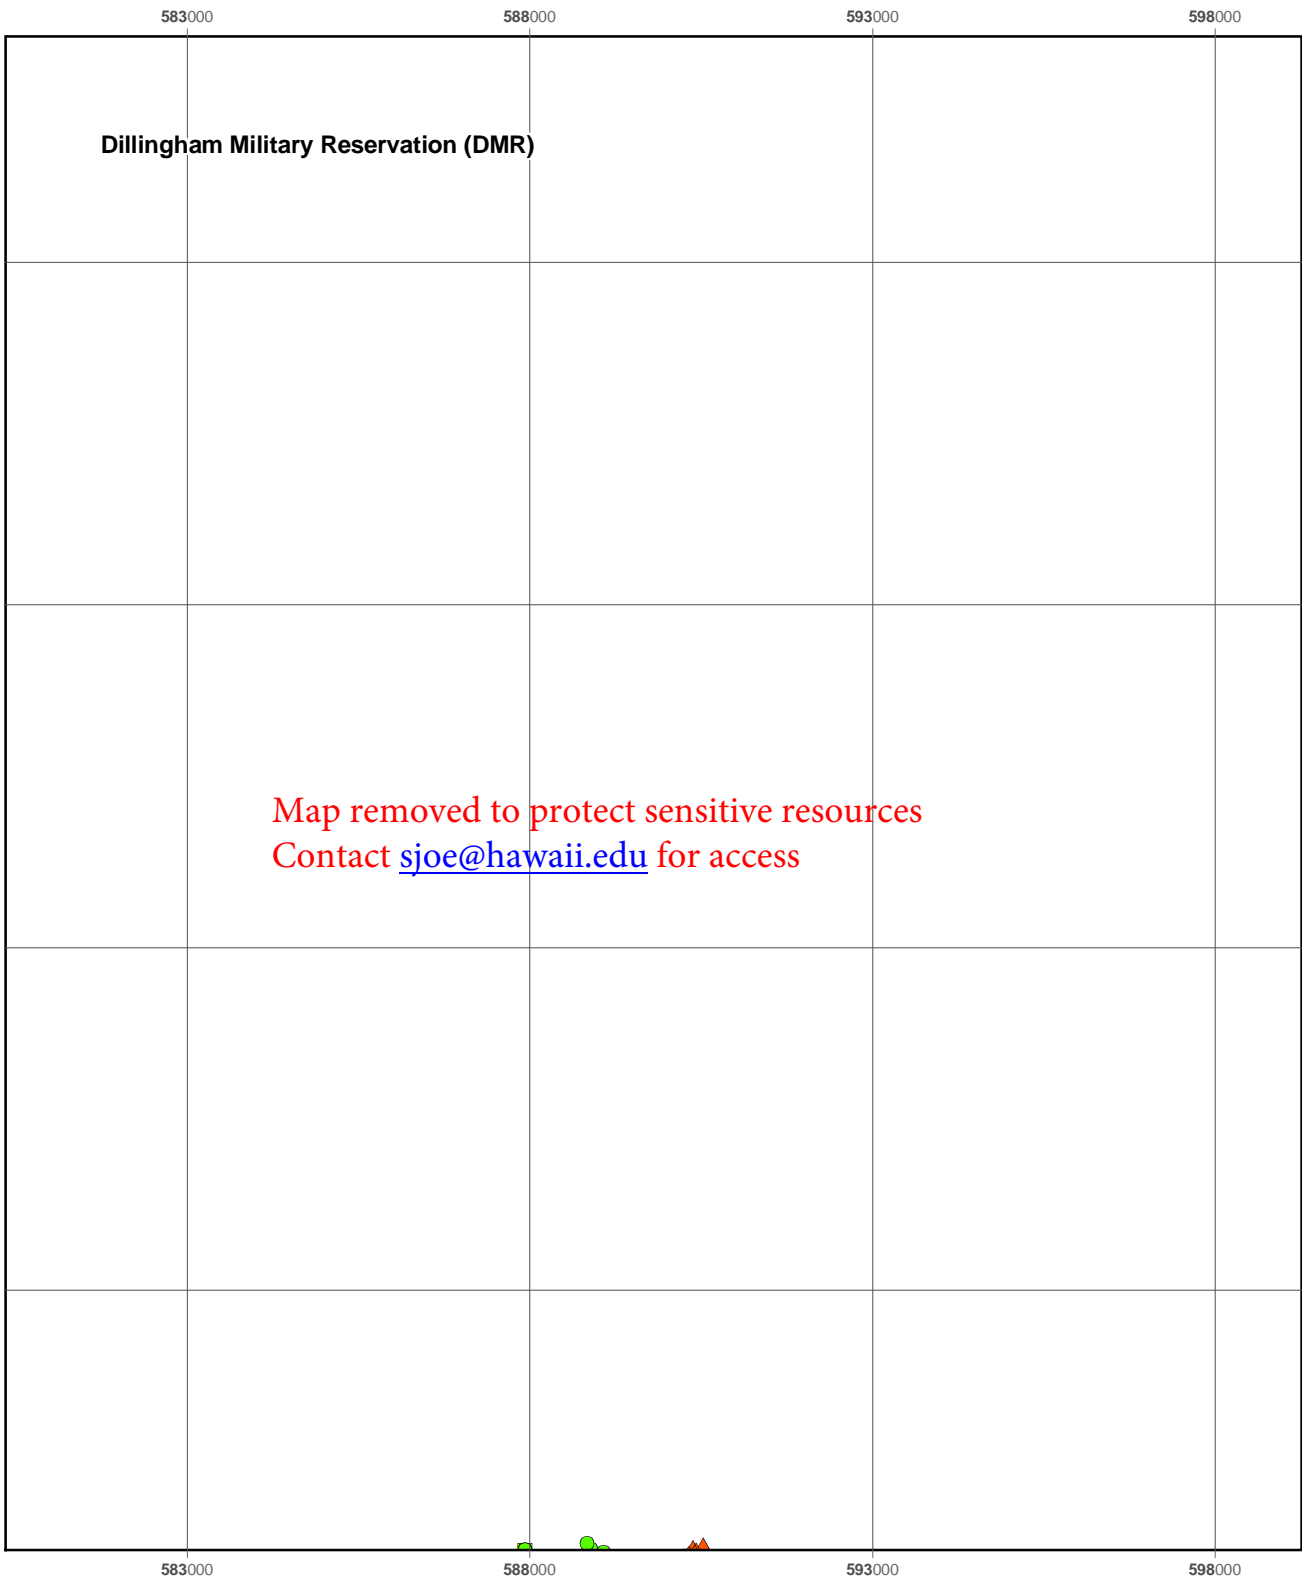 583000 588000 593000 598000
Dillingham Military Reservation (DMR)
Map removed to protect sensitive resources
Contact sjoe@hawaii.edu for access
583000 588000 593000 598000